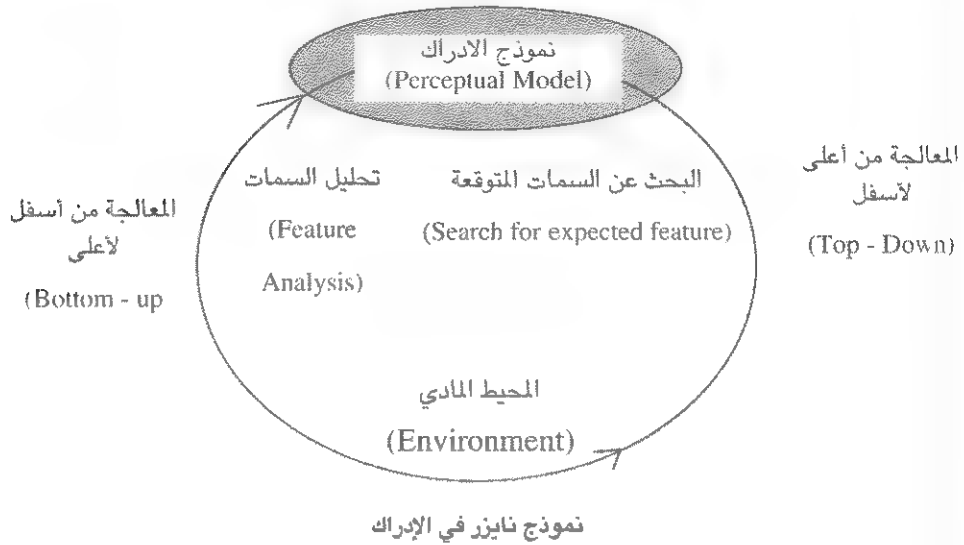 نموذج الادراك
(Perceptual Model)
المعالجة من أعلى
لأسفل
(Top - Down)
البحث عن السمات المتوقعة
(Search for expected feature)
تحليل السمات
(Feature
Analysis)
المعالجة من أسفل
لأعلى
(Bottom - up
المحيط المادي
(Environment)
نموذج نايزر في الإدراك